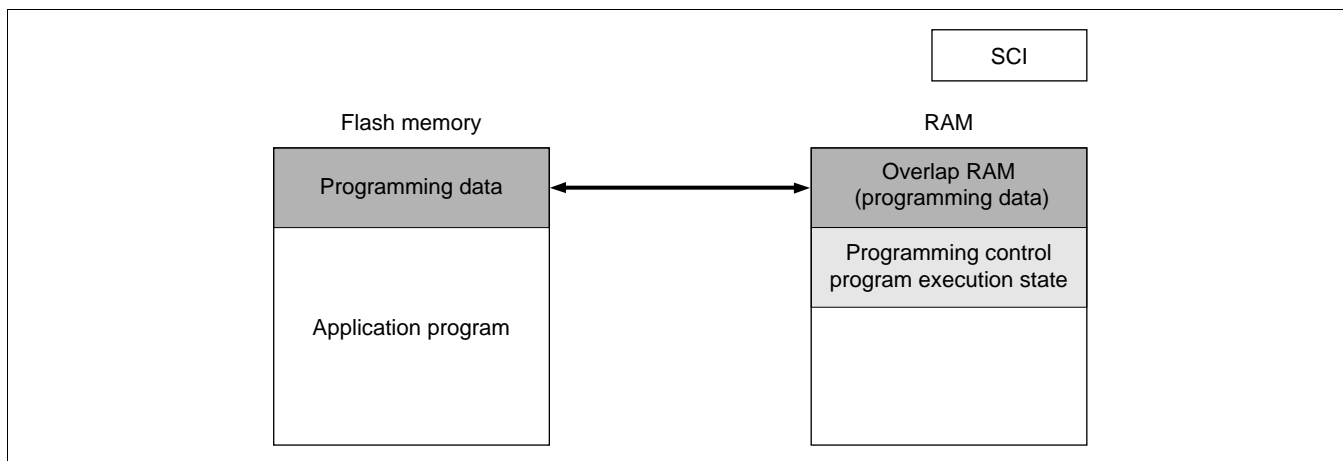 SCI
Flash memory
RAM
Programming data
Overlap RAM
(programming data)
Programming control
program execution state
Application program